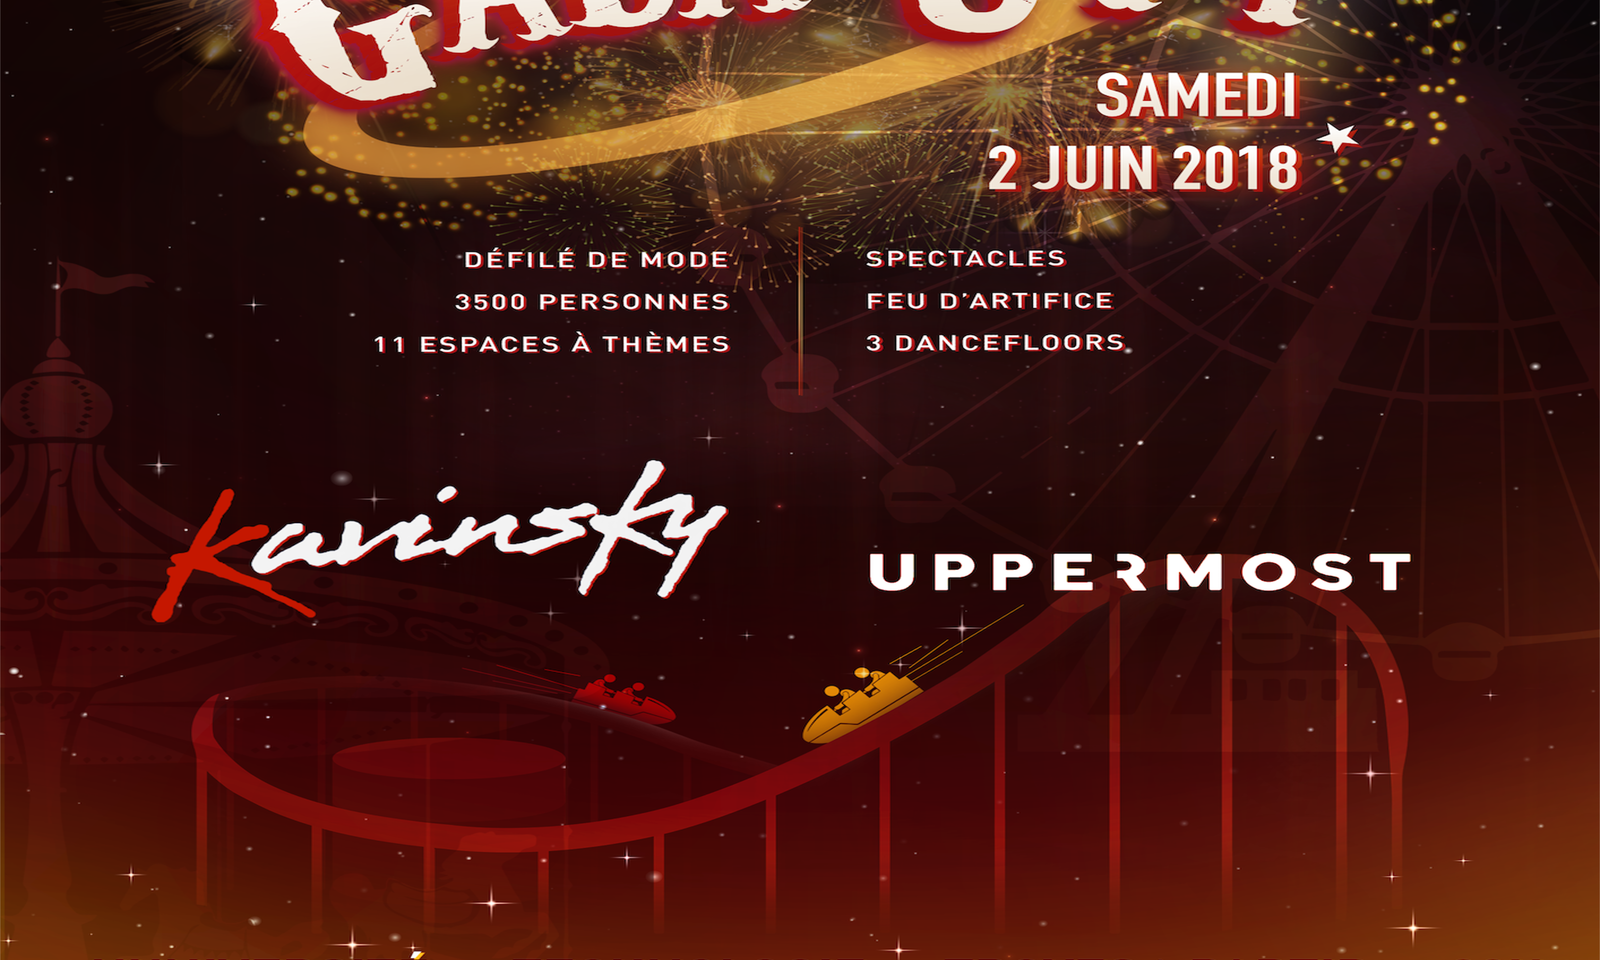 SAMEDI
2 JUIN 2018
DÉFILÉ DE MODE
3500 PERSONNES
11 ESPACES À THÈMES
SPECTACLES
FEU D'ARTIFICE
3 DANCEFLOORS
Kavinsky
UPPERMOST